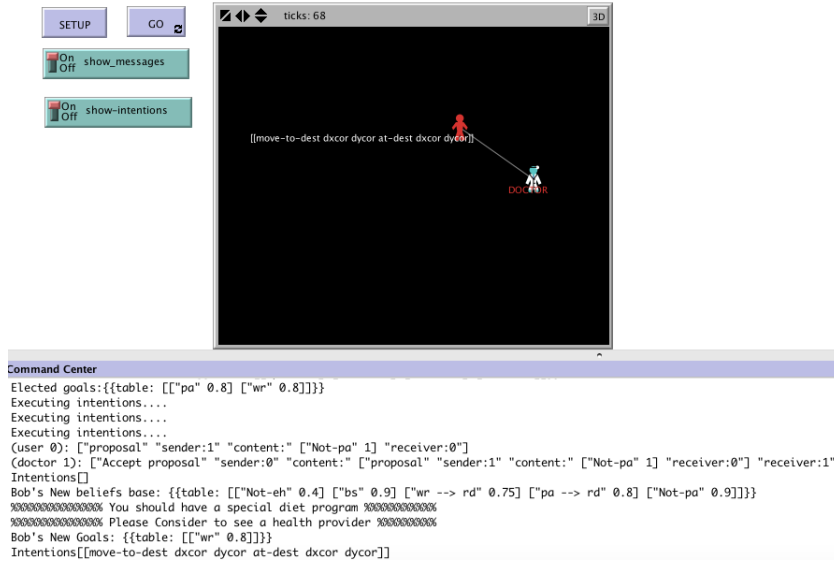 SETUP
GO
On
Off
show_messages
On
Off
show-intentions
ticks: 68
3D
[[move-to-dest dxcor dycor at-dest dxcor dycor]]
DOCTOR
Command Center
Elected goals:{{table: [["pa" 0.8] ["wr" 0.8]]}}
Executing intentions....
Executing intentions....
Executing intentions....
(user 0): ["proposal" "sender:1" "content:" ["Not-pa" 1] "receiver:0"]
(doctor 1): ["Accept proposal" "sender:0" "content:" ["proposal" "sender:1" "content:" ["Not-pa" 1] "receiver:0"] "receiver:1"
Intentions[]
Bob's New beliefs base: {{table: [["Not-eh" 0.4] ["bs" 0.9] ["wr --> rd" 0.75] ["pa --> rd" 0.8] ["Not-pa" 0.9]]}}
%%%%%%%%%%%%%% You should have a special diet program %%%%%%%%%%%
%%%%%%%%%%%%%% Please Consider to see a health provider %%%%%%%%%
Bob's New Goals: {{table: [["wr" 0.8]]}}
Intentions[[move-to-dest dxcor dycor at-dest dxcor dycor]]